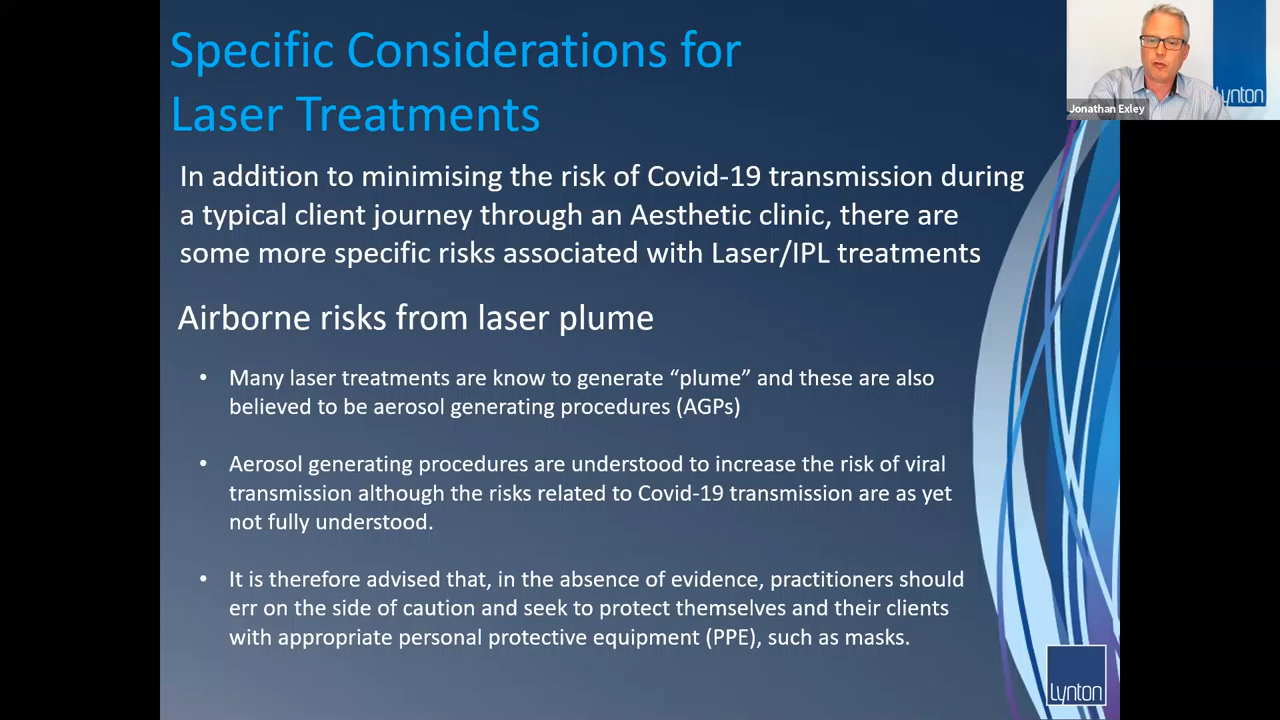 Specific Considerations for
Laser Treatments
In addition to minimising the risk of Covid-19 transmission during
a typical client journey through an Aesthetic clinic, there are
some more specific risks associated with Laser/IPL treatments
Airborne risks from laser plume
• Many laser treatments are know to generate “plume” and these are also
believed to be aerosol generating procedures (AGPs)
• Aerosol generating procedures are understood to increase the risk of viral
transmission although the risks related to Covid-19 transmission are as yet
not fully understood.
• It is therefore advised that, in the absence of evidence, practitioners should
err on the side of caution and seek to protect themselves and their clients
with appropriate personal protective equipment (PPE), such as masks.
Lynton
Jonathan Exley
Lynton